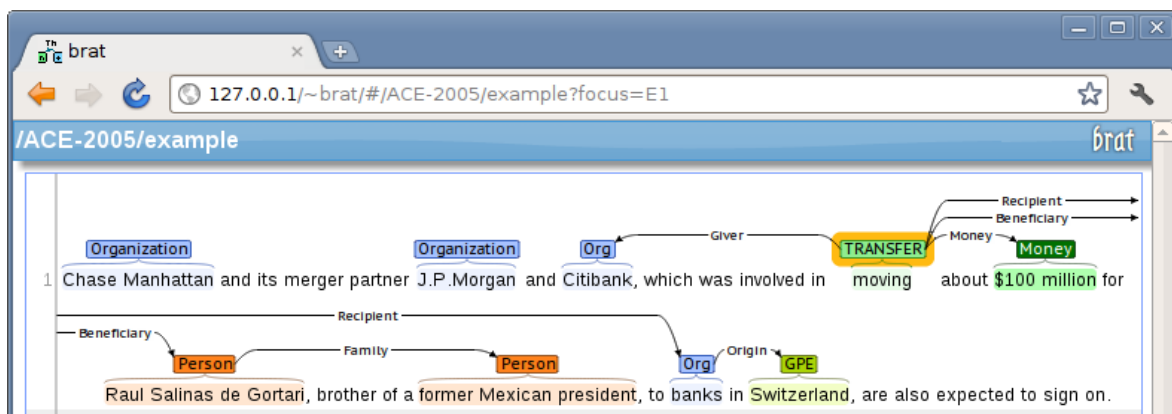 brat
127.0.0.1/~brat/#/ACE-2005/example?focus=E1
/ACE-2005/example brat
Recipient
Beneficiary
Giver Money
Organization Organization Org TRANSFER Money
1 Chase Manhattan and its merger partner J.P.Morgan and Citibank, which was involved in moving about $100 million for
Recipient
Beneficiary
Family Origin
Person Person Org GPE
Raul Salinas de Gortari, brother of a former Mexican president, to banks in Switzerland, are also expected to sign on.